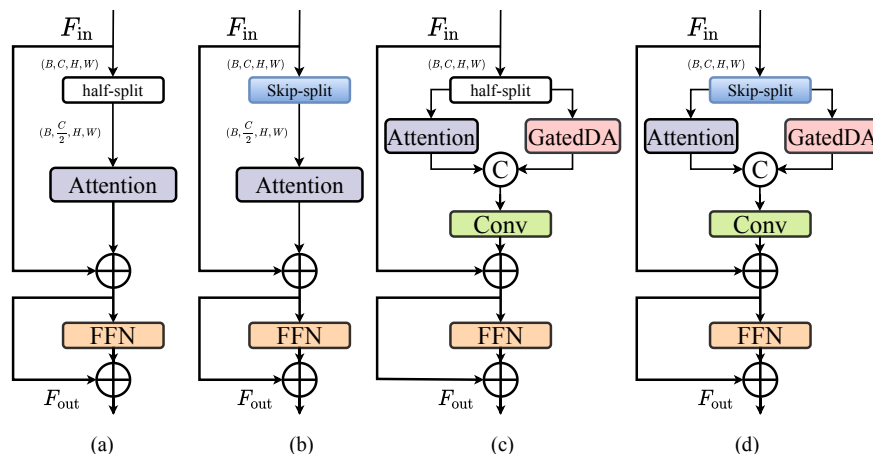 F_in
(B, C, H, W)
half-split
(B, C/2, H, W)
Attention
FFN
F_out
(a)
F_in
(B, C, H, W)
Skip-split
(B, C/2, H, W)
Attention
FFN
F_out
(b)
F_in
(B, C, H, W)
half-split
Attention
GatedDA
C
Conv
FFN
F_out
(c)
F_in
(B, C, H, W)
Skip-split
Attention
GatedDA
C
Conv
FFN
F_out
(d)